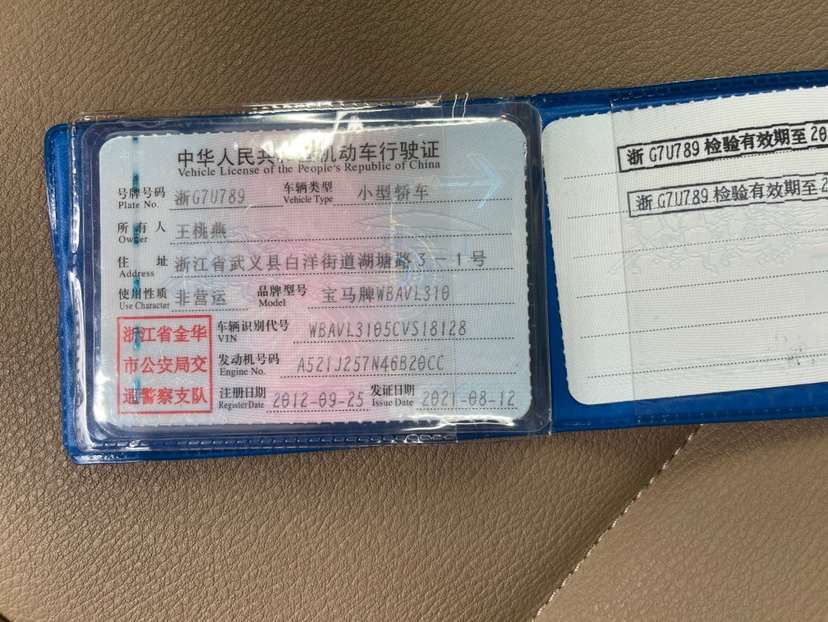 中华人民共和国机动车行驶证
Vehicle License of the People's Republic of China
号牌号码 浙G7U789 车辆类型 小型轿车
Plate No. Vehicle Type
所有人 王桃燕
Owner
住址 浙江省武义县白洋街道湖塘路3-1号
Address
使用性质 非营运 品牌型号 宝马牌WBAVL310
Use Character Model
浙江省金华
市公安局交
通警察支队
车辆识别代号 WBAVL3105CVS18128
VIN
发动机号码 A521J257N46B20CC
Engine No.
注册日期 2012-09-25 发证日期 2021-08-12
Register Date Issue Date
浙G7U789 检验有效期至20
浙G7U789 检验有效期至2